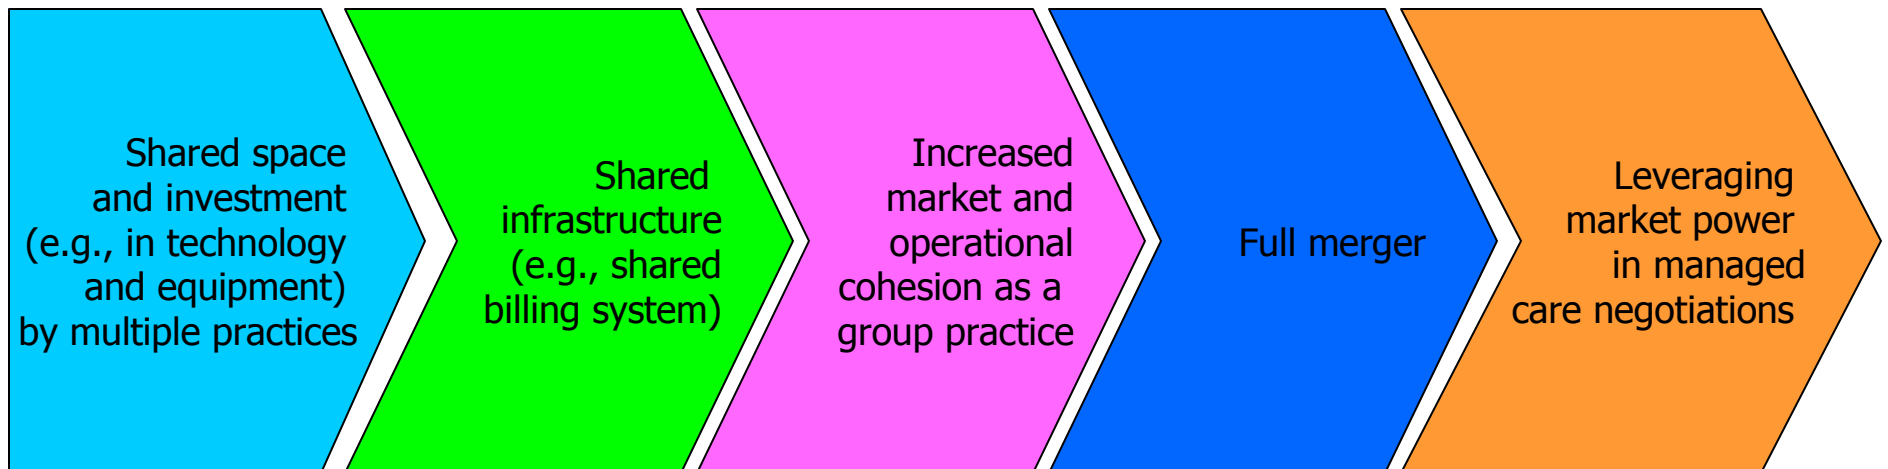 Shared space
and investment
(e.g., in technology
and equipment)
by multiple practices
Shared
infrastructure
(e.g., shared
billing system)
Increased
market and
operational
cohesion as a
group practice
Full merger
Leveraging
market power
in managed
care negotiations